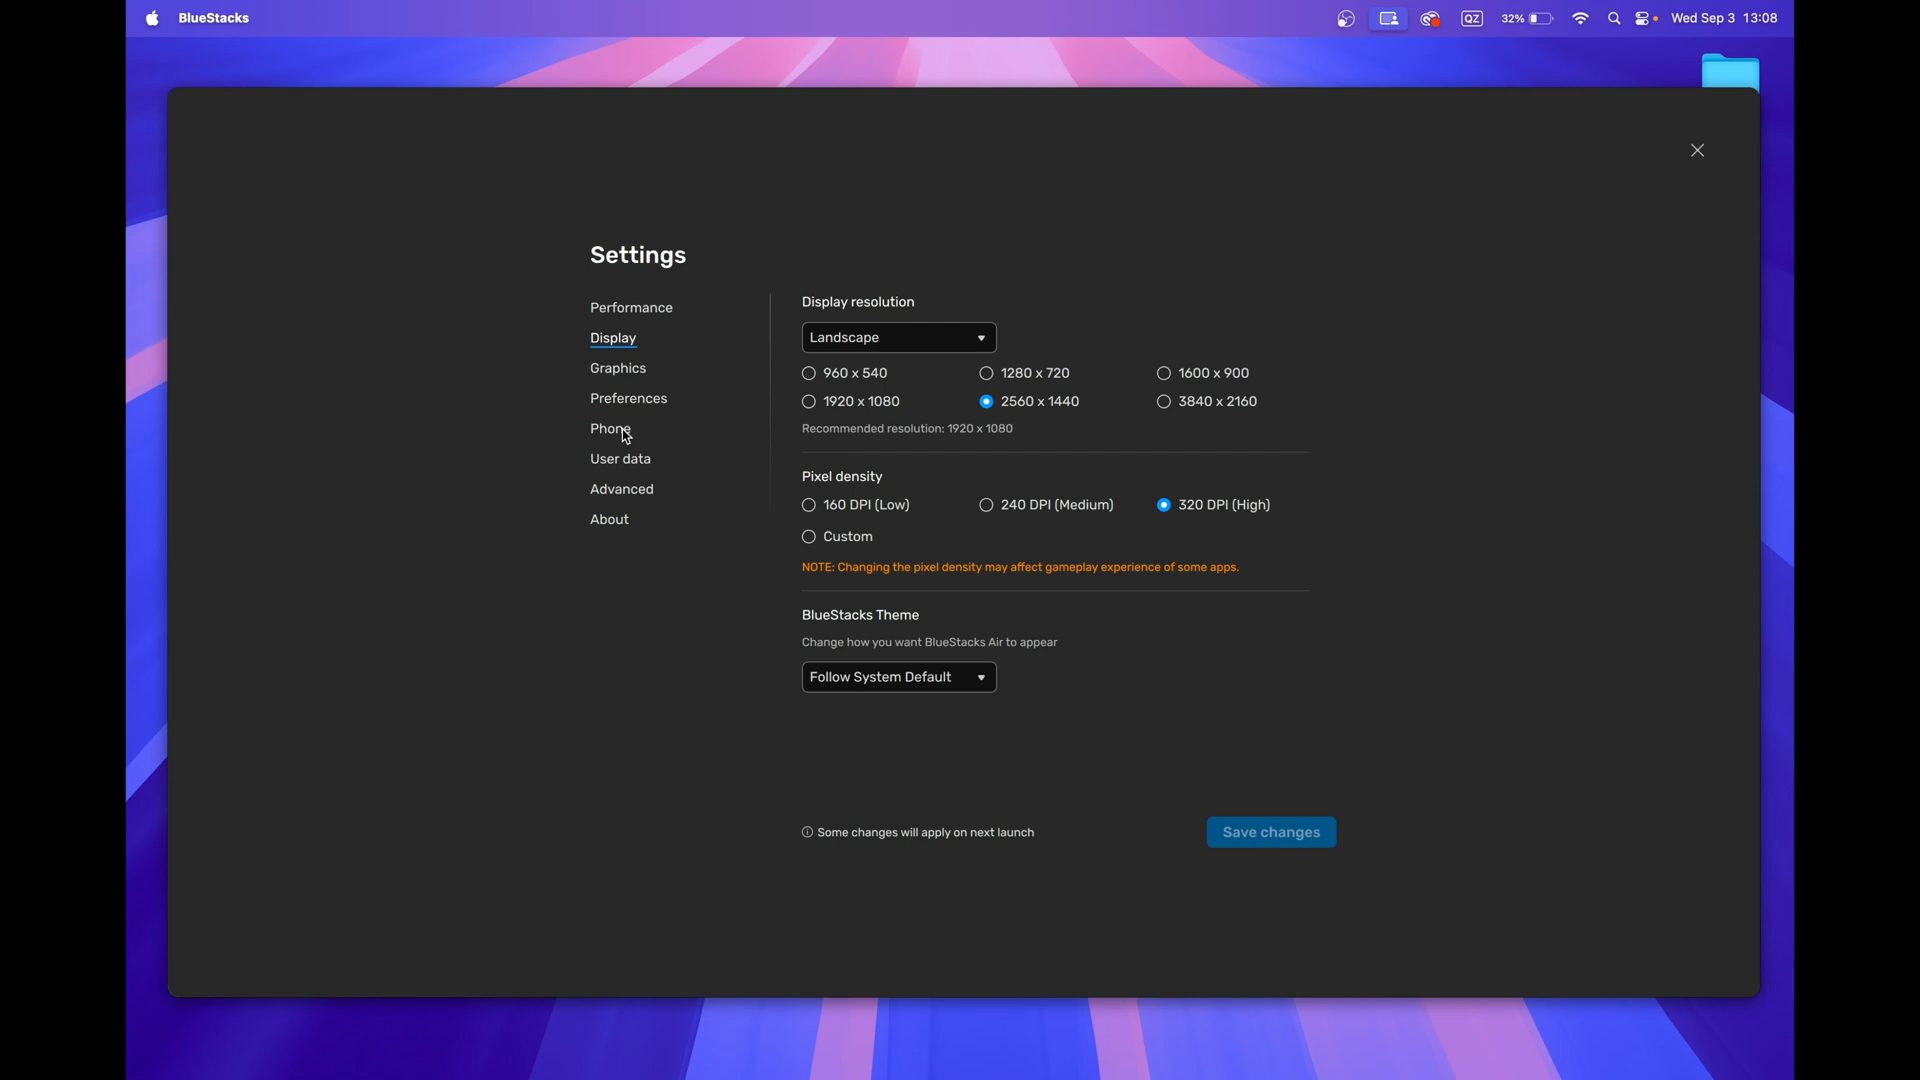 BlueStacks
QZ 32% Wed Sep 3 13:08
Settings
Performance
Display
Graphics
Preferences
Phone
User data
Advanced
About
Display resolution
Landscape
960 x 540 1280 x 720 1600 x 900
1920 x 1080 2560 x 1440 3840 x 2160
Recommended resolution: 1920 x 1080
Pixel density
160 DPI (Low) 240 DPI (Medium) 320 DPI (High)
Custom
NOTE: Changing the pixel density may affect gameplay experience of some apps.
BlueStacks Theme
Change how you want BlueStacks Air to appear
Follow System Default
Some changes will apply on next launch
Save changes